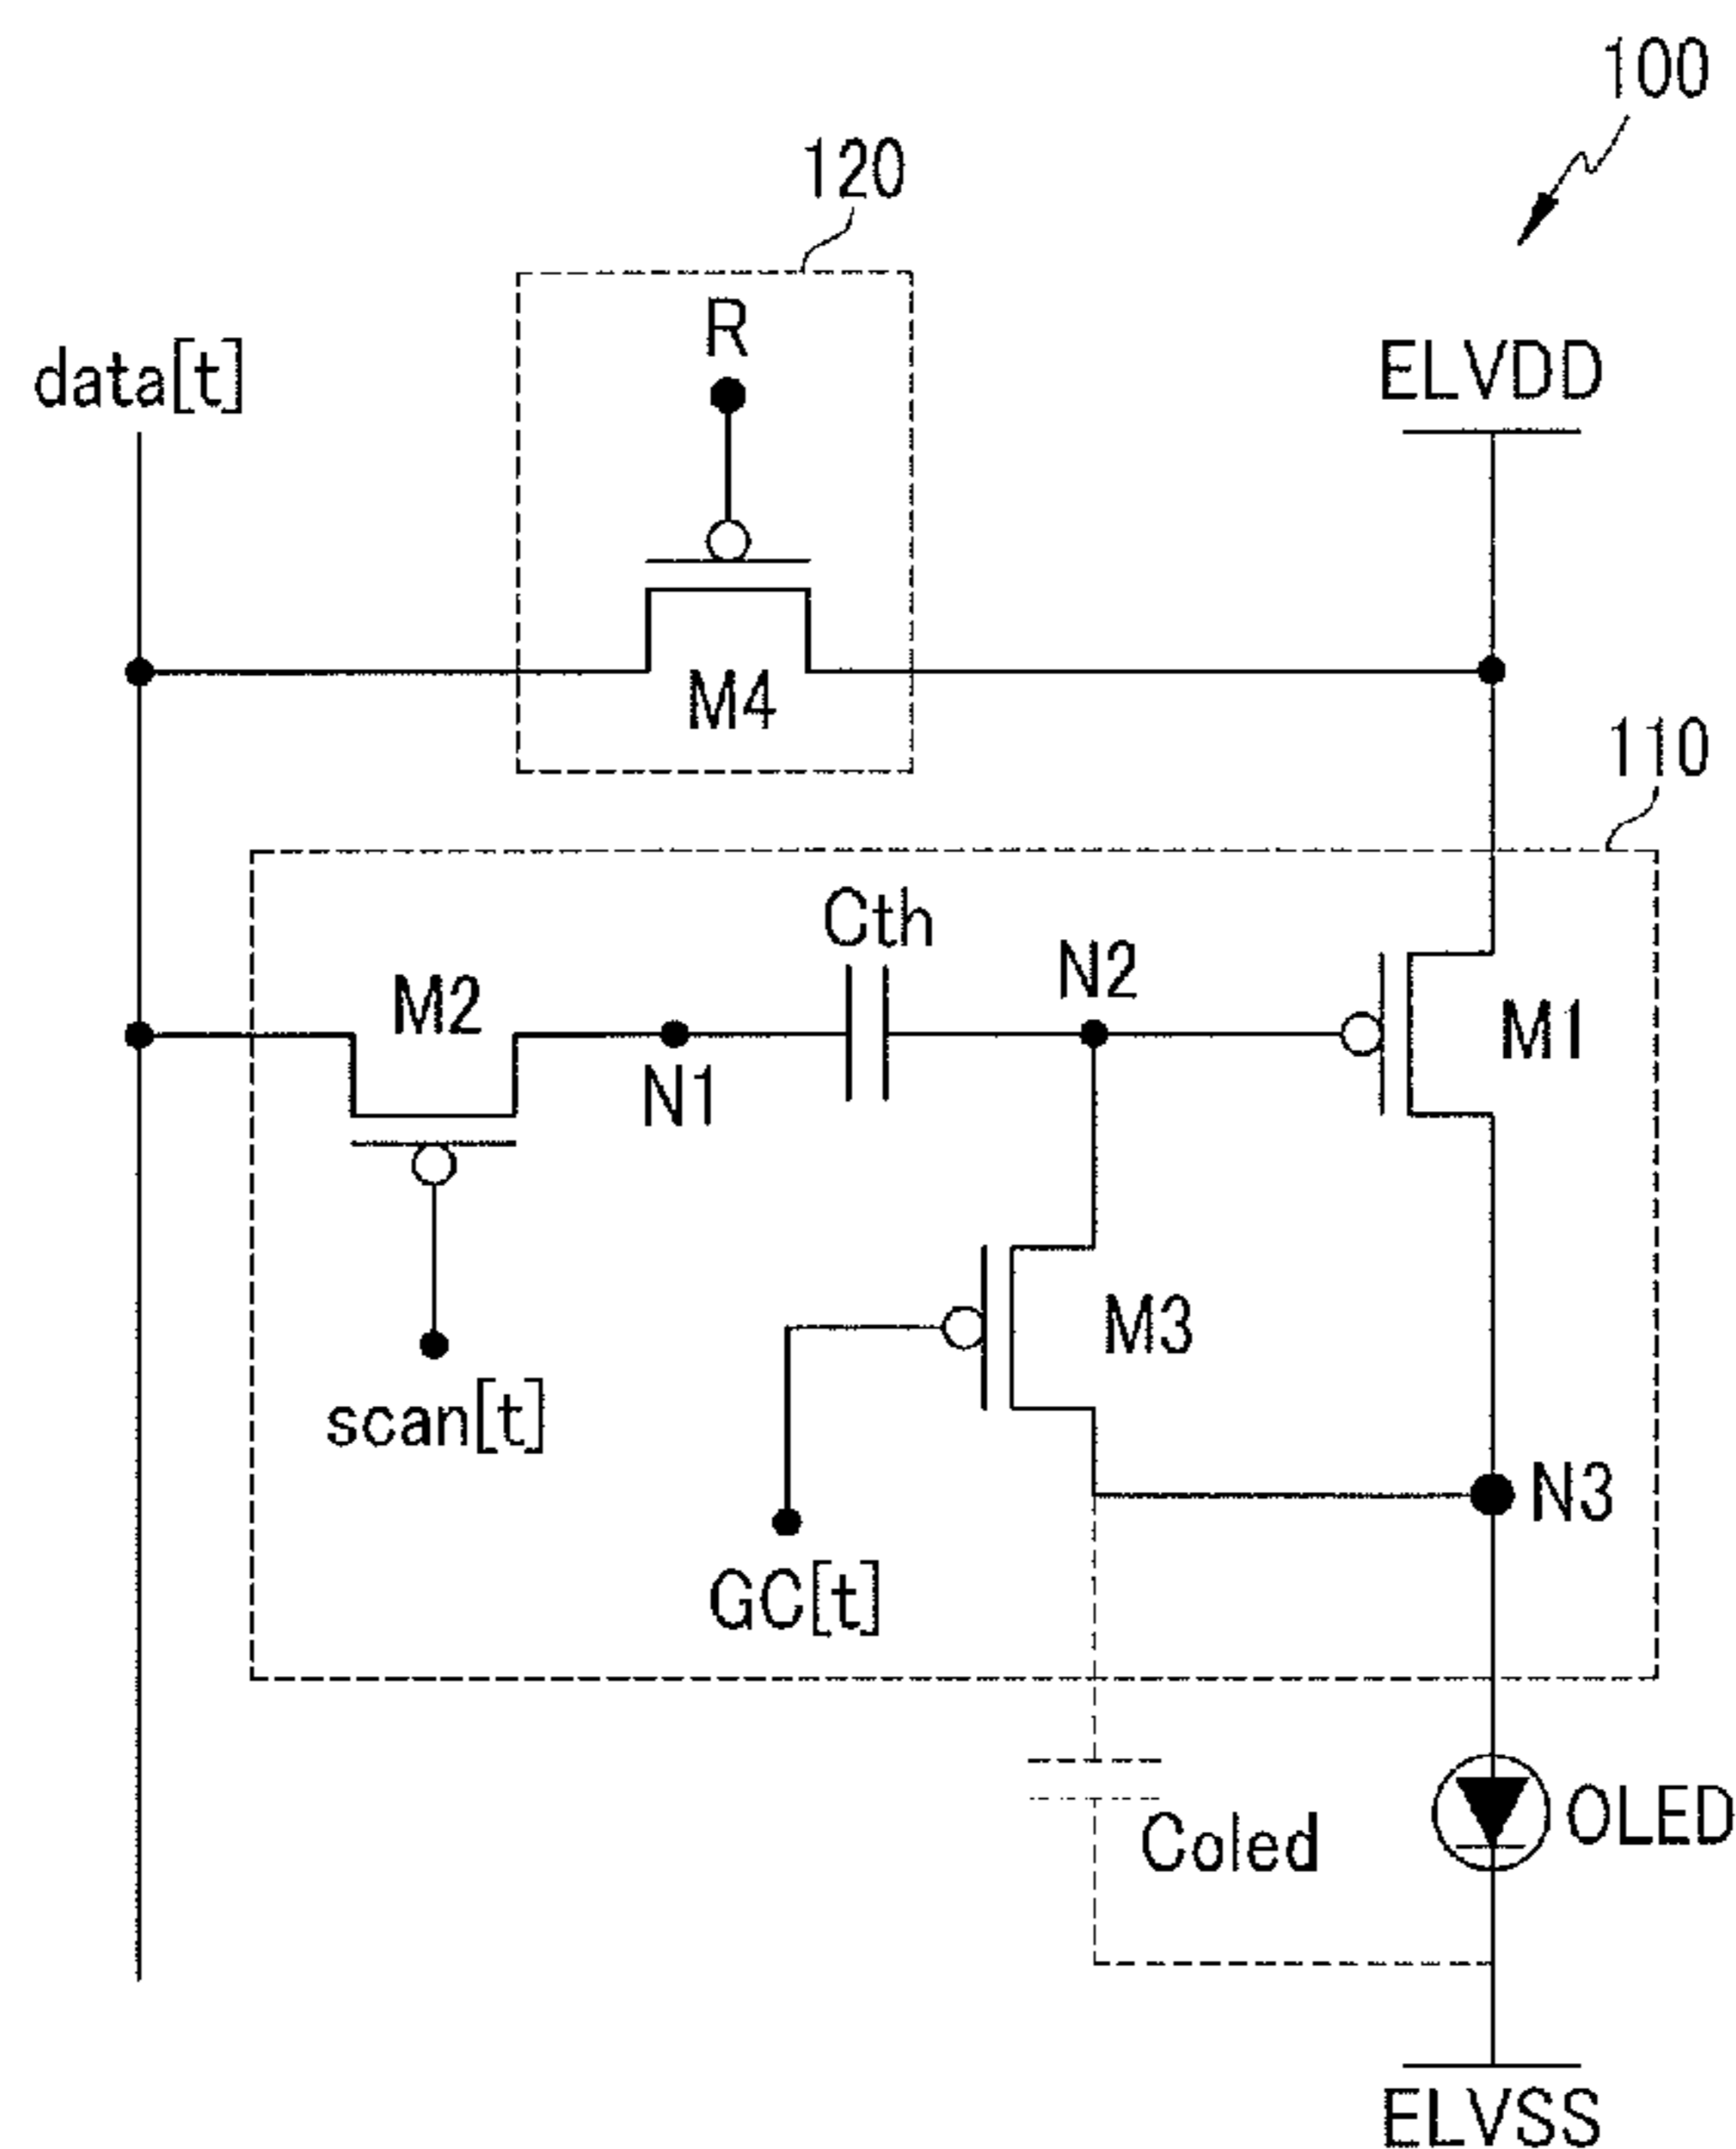 100
120
R
data[t]
ELVDD
M4
110
Cth
N2
M2
M1
N1
M3
scan[t]
N3
GC[t]
OLED
Coled
ELVSS